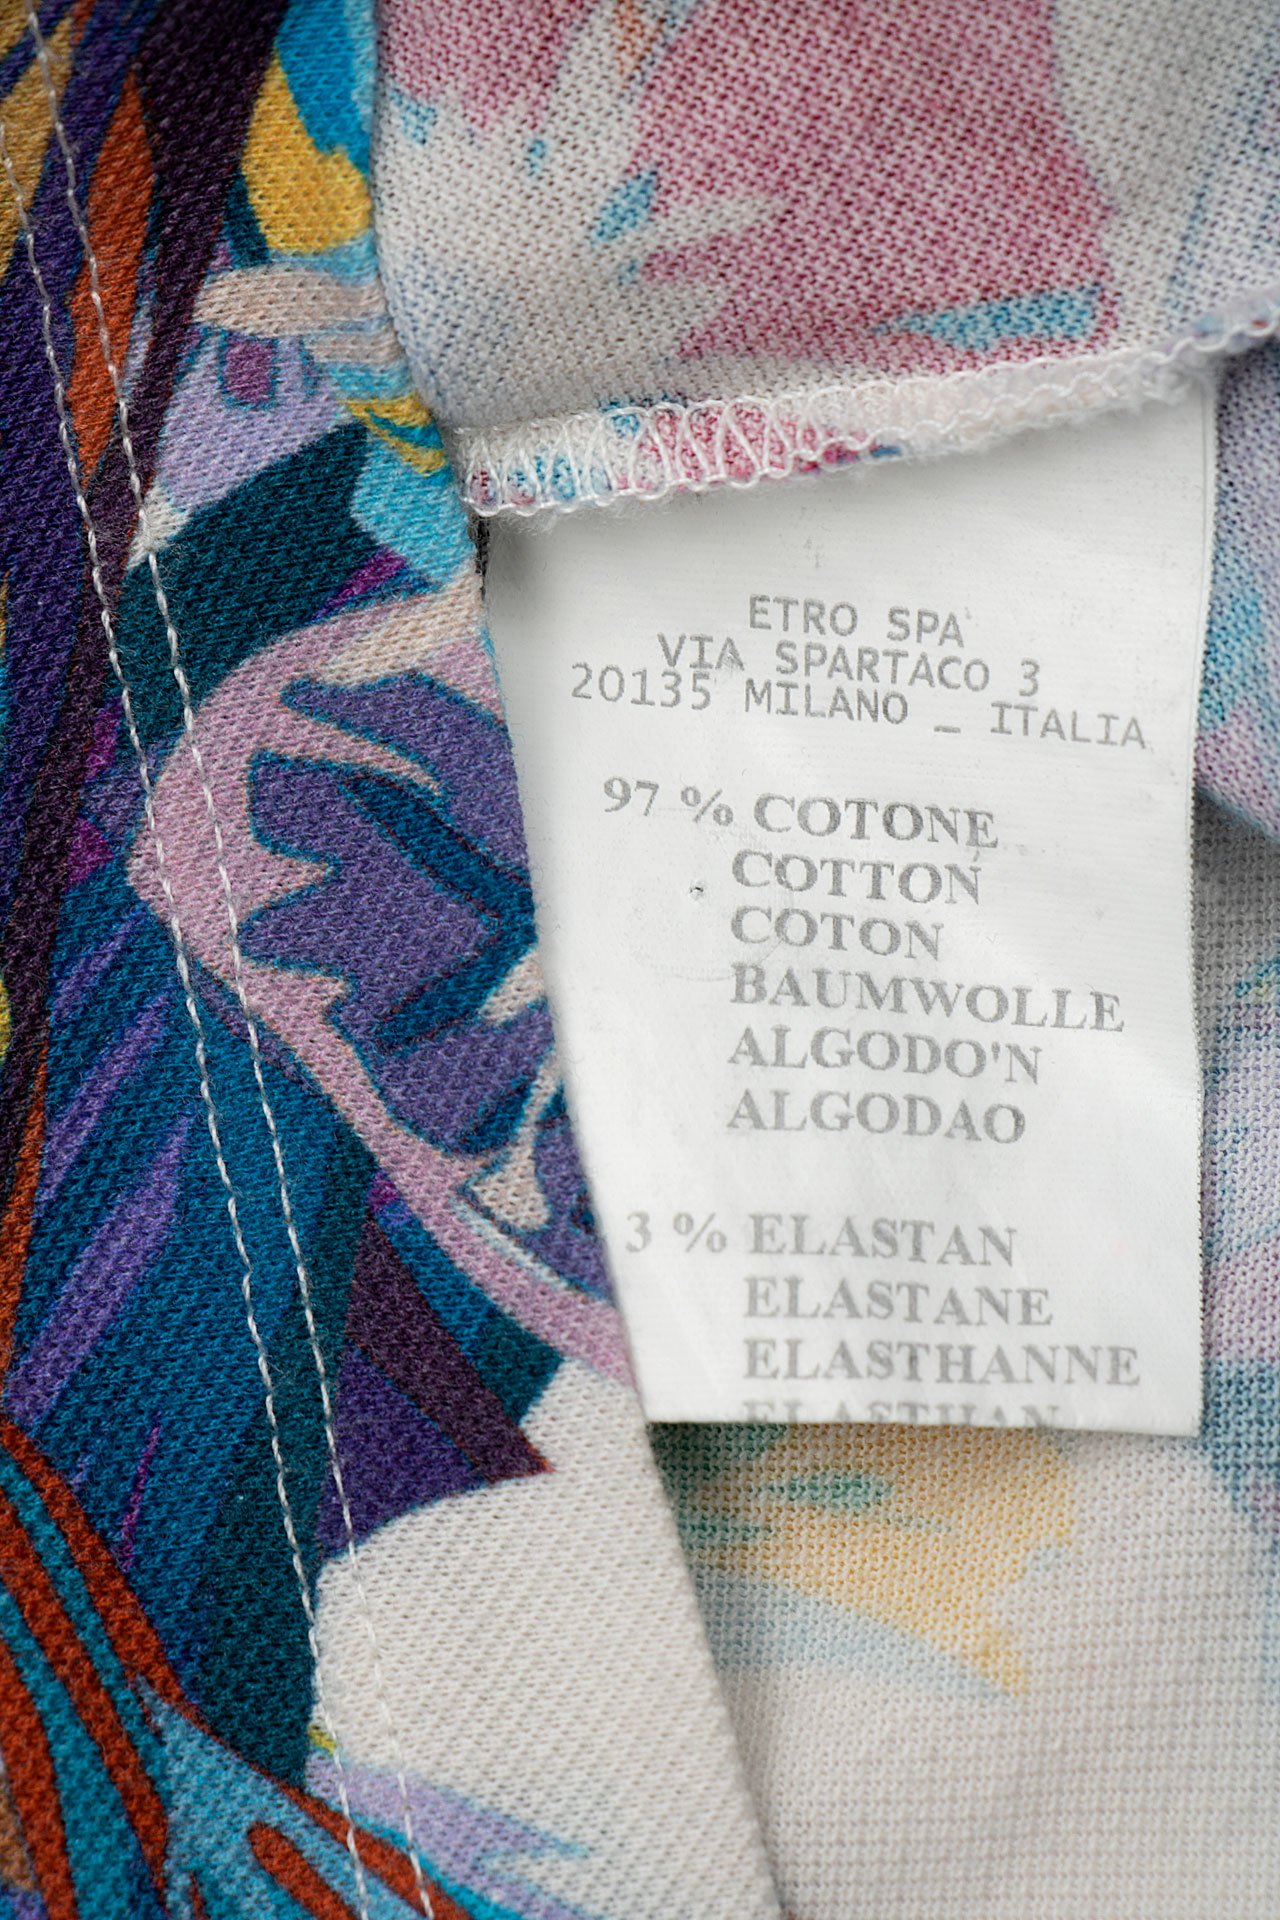 ETRO SPA
VIA SPARTACO 3
20135 MILANO _ ITALIA
97 % COTONE
COTTON
COTON
BAUMWOLLE
ALGODO'N
ALGODAO
3 % ELASTAN
ELASTANE
ELASTHANNE
ELASTHAN